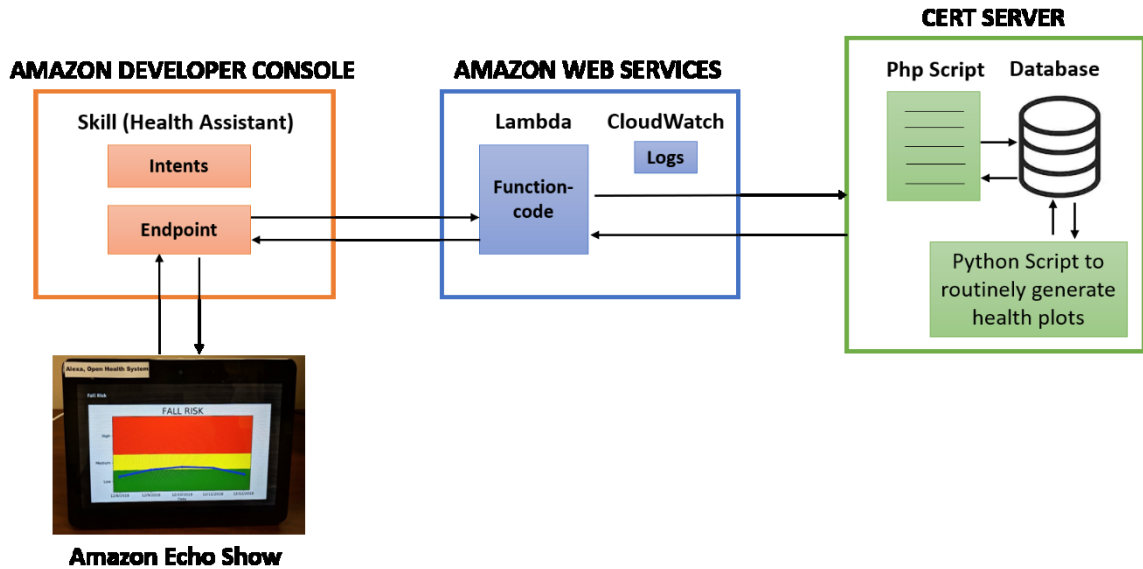 CERT SERVER
AMAZON DEVELOPER CONSOLE
AMAZON WEB SERVICES
Php Script
Database
Skill (Health Assistant)
Lambda
CloudWatch
Intents
Logs
Function-
code
Endpoint
Python Script to
routinely generate
health plots
Alexa, Open Health System
Fall Risk
FALL RISK
High
Medium
Low
Amazon Echo Show